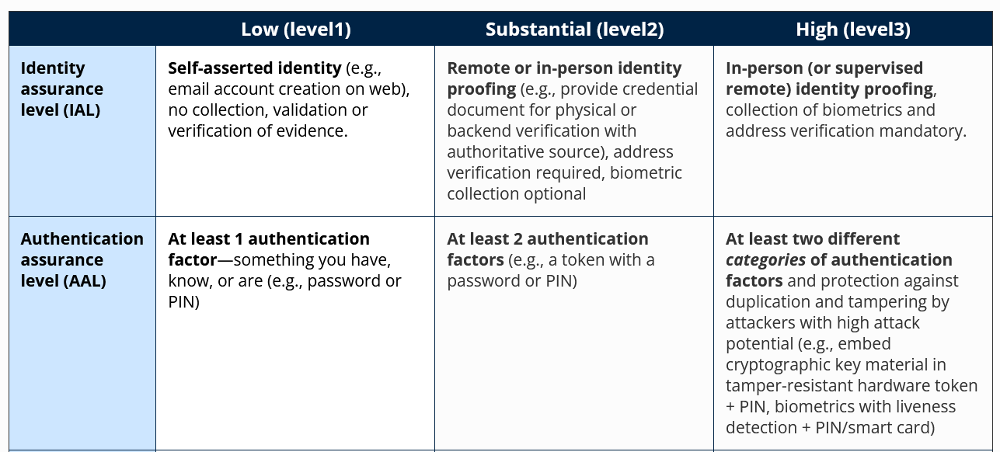 Low (level1)
Substantial (level2)
High (level3)
Identity
assurance
level (IAL)
Self-asserted identity (e.g.,
email account creation on web),
no collection, validation or
verification of evidence.
Remote or in-person identity
proofing (e.g., provide credential
document for physical or
backend verification with
authoritative source), address
verification required, biometric
collection optional
In-person (or supervised
remote) identity proofing,
collection of biometrics and
address verification mandatory.
Authentication
assurance
level (AAL)
At least 1 authentication
factor—something you have,
know, or are (e.g., password or
PIN)
At least 2 authentication
factors (e.g., a token with a
password or PIN)
At least two different
categories of authentication
factors and protection against
duplication and tampering by
attackers with high attack
potential (e.g., embed
cryptographic key material in
tamper-resistant hardware token
+ PIN, biometrics with liveness
detection + PIN/smart card)